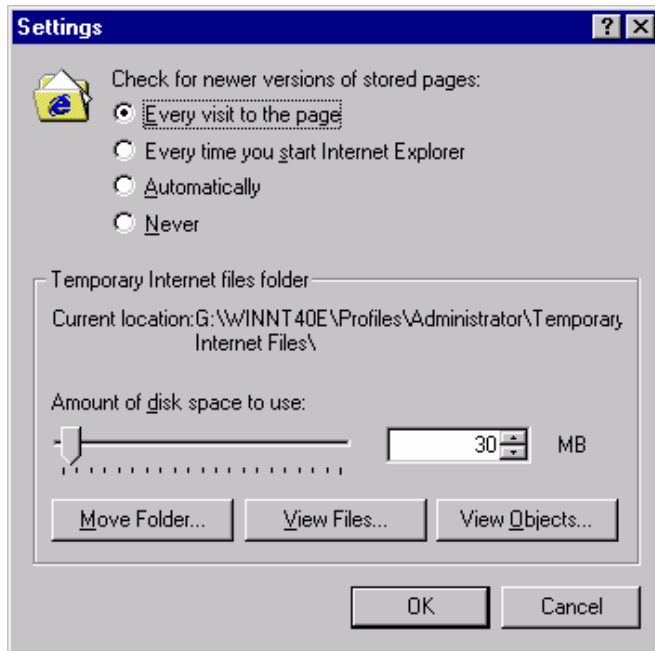 Settings
Check for newer versions of stored pages:
Every visit to the page
Every time you start Internet Explorer
Automatically
Never
Temporary Internet files folder
Current location:G:\WINNT40E\Profiles\Administrator\Temporary
Internet Files\
Amount of disk space to use:
30 MB
Move Folder... View Files... View Objects...
OK Cancel